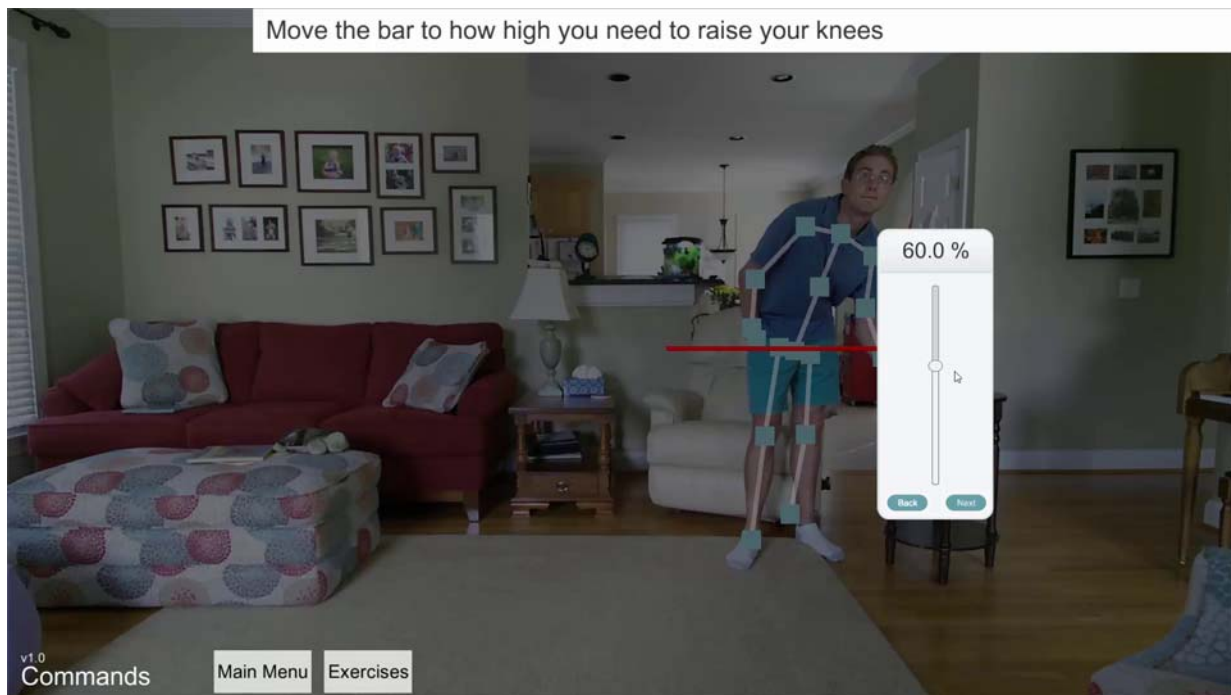 Move the bar to how high you need to raise your knees
60.0 %
Back
Next
v1.0
Commands
Main Menu
Exercises